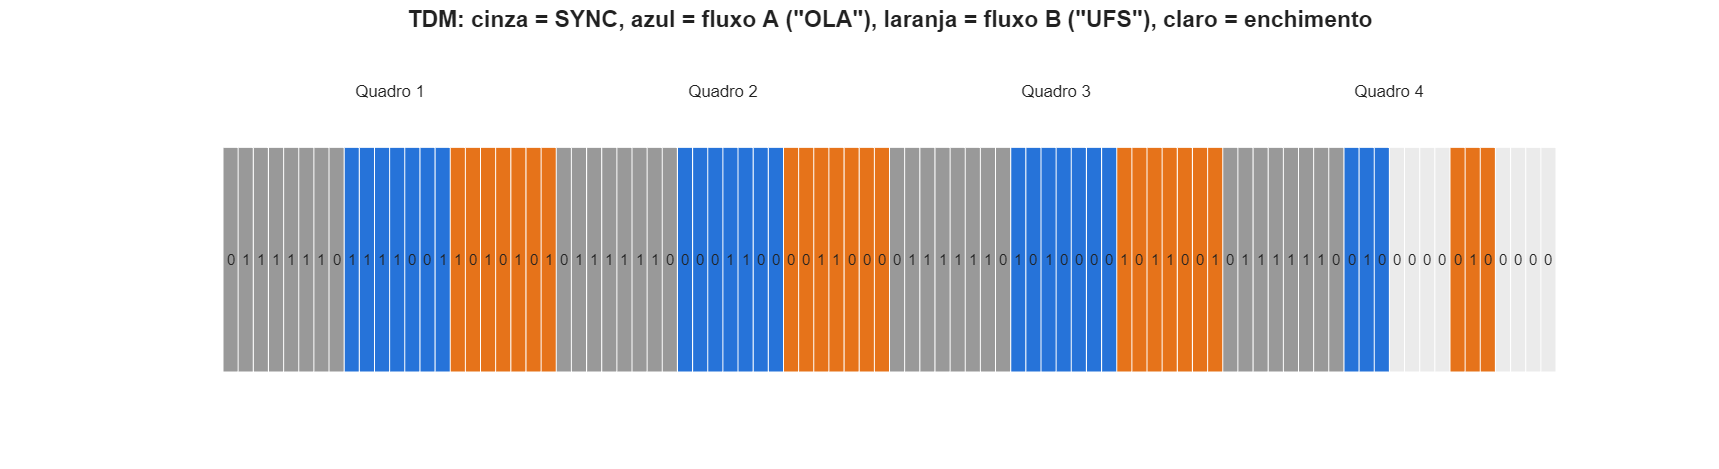 TDM: cinza = SYNC, azul = fluxo A ("OLA"), laranja = fluxo B ("UFS"), claro = enchimento
Quadro 1 Quadro 2 Quadro 3 Quadro 4
0 1 1 1 1 1 1 0 1 1 1 1 0 0 1 1 0 1 0 1 0 1 0 1 1 1 1 1 1 0 0 0 0 1 1 0 0 0 0 1 1 0 0 0 0 1 1 1 1 1 1 0 1 0 1 0 0 0 0 1 0 1 1 0 0 1 0 1 1 1 1 1 1 0 0 1 0 0 0 0 0 0 1 0 0 0 0 0